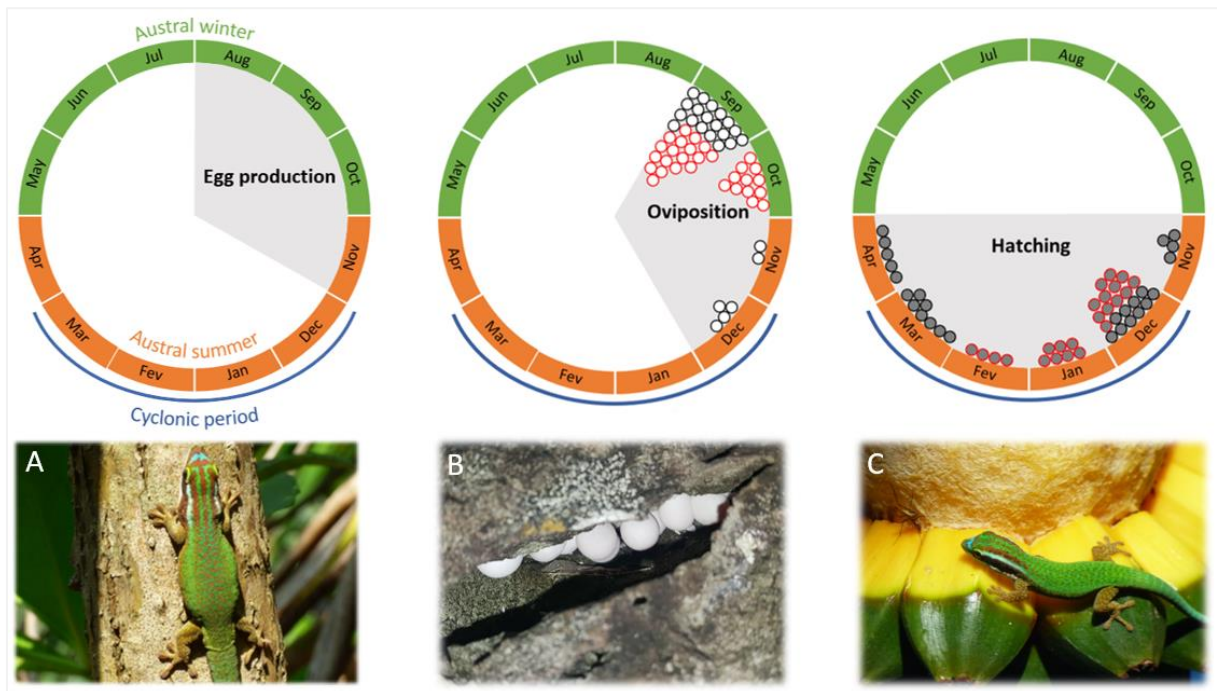 Austral winter
Jul
Aug
Jun
Sep
May
Oct
Egg production
Apr
Nov
Mar
Dec
Austral summer
Fev
Jan
Cyclonic period
Jul
Aug
Jun
Sep
May
Oct
Oviposition
Apr
Nov
Mar
Dec
Fev
Jan
Jul
Aug
Jun
Sep
May
Oct
Hatching
Apr
Nov
Mar
Dec
Fev
Jan
A
B
C